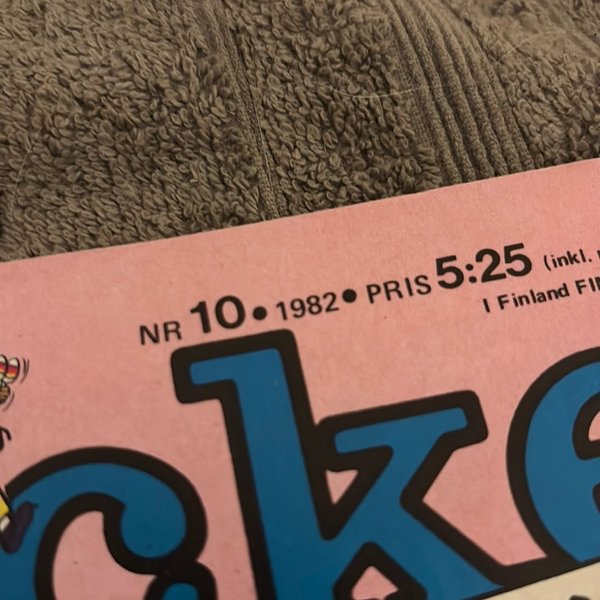 NR 10 • 1982 • PRIS 5:25 (inkl.
I Finland
cke